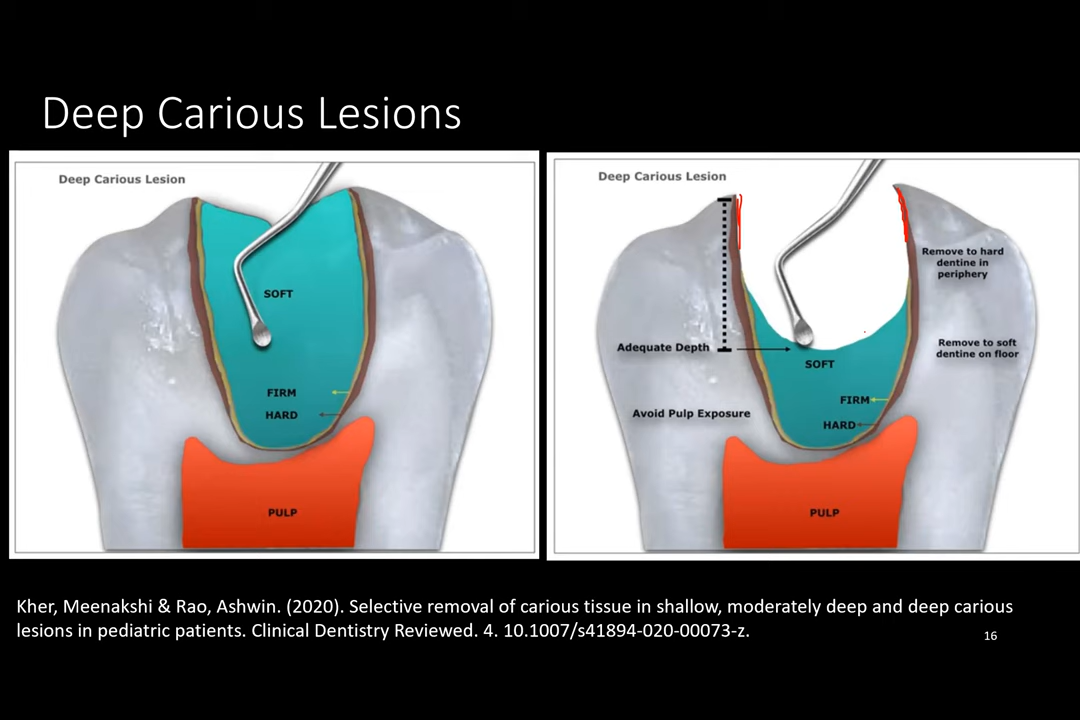 Deep Carious Lesions
Deep Carious Lesion
SOFT
FIRM
HARD
PULP
Deep Carious Lesion
Remove to hard
dentine in
periphery
Adequate Depth
Remove to soft
dentine on floor
SOFT
FIRM
Avoid Pulp Exposure
HARD
PULP
Kher, Meenakshi & Rao, Ashwin. (2020). Selective removal of carious tissue in shallow, moderately deep and deep carious
lesions in pediatric patients. Clinical Dentistry Reviewed. 4. 10.1007/s41894-020-00073-z.
16